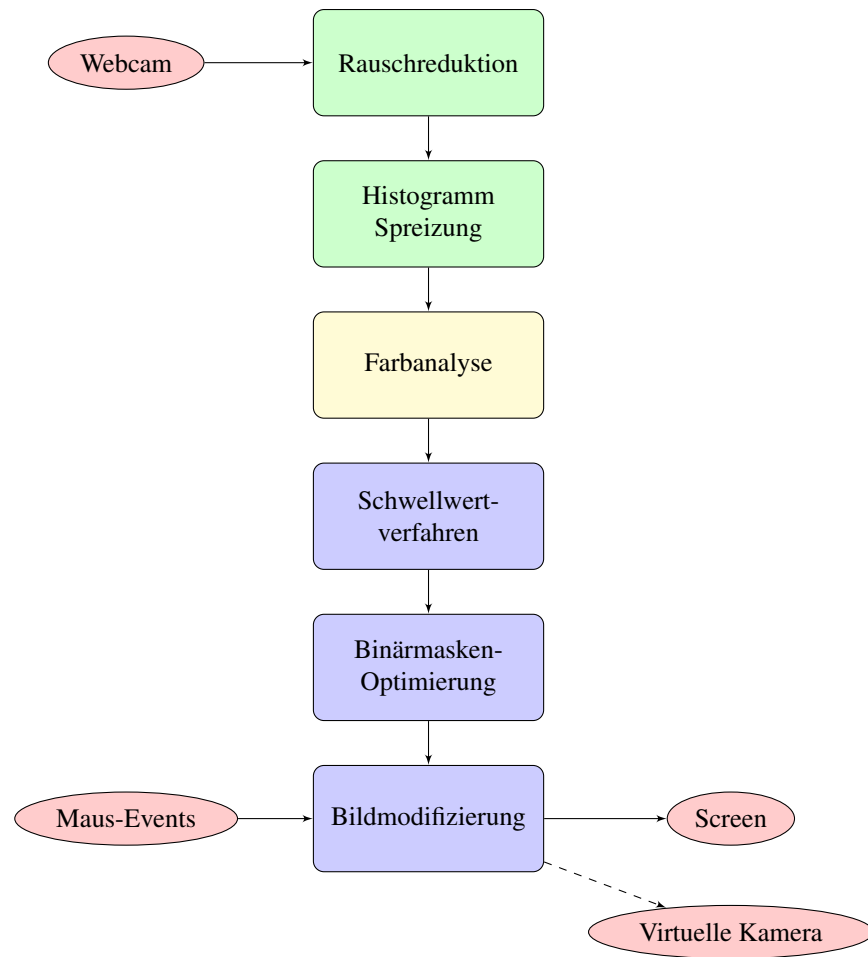 Webcam
Rauschreduktion
Histogramm
Spreizung
Farbanalyse
Schwellwert-
verfahren
Binärmasken-
Optimierung
Maus-Events
Bildmodifizierung
Screen
Virtuelle Kamera